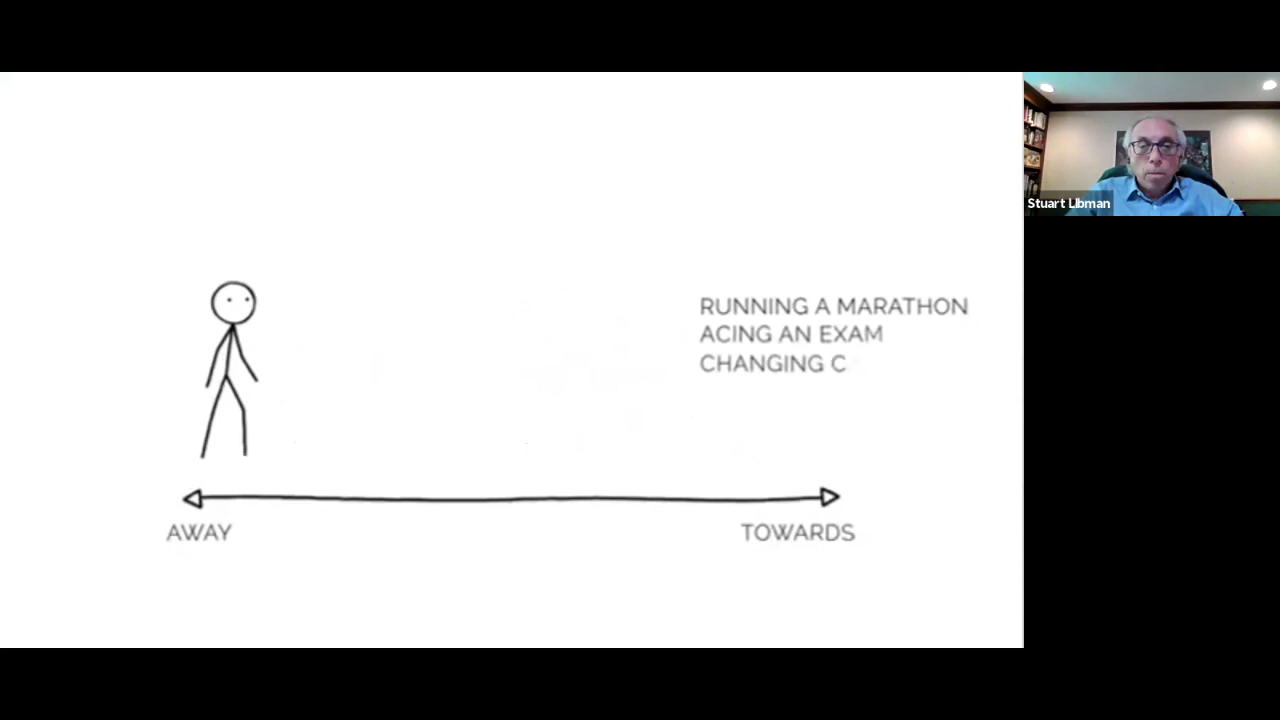 Stuart Libman
RUNNING A MARATHON
ACING AN EXAM
CHANGING C
AWAY
TOWARDS